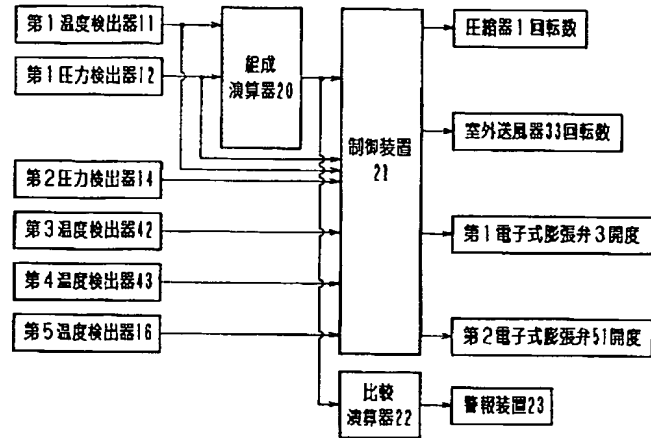 第1温度検出器11
第1圧力検出器12
第2圧力検出器14
第3温度検出器42
第4温度検出器43
第5温度検出器16
組成
演算器20
制御装置
21
比較
演算器22
圧縮器1回転数
室外送風器33回転数
第1電子式膨張弁3開度
第2電子式膨張弁51開度
警報装置23